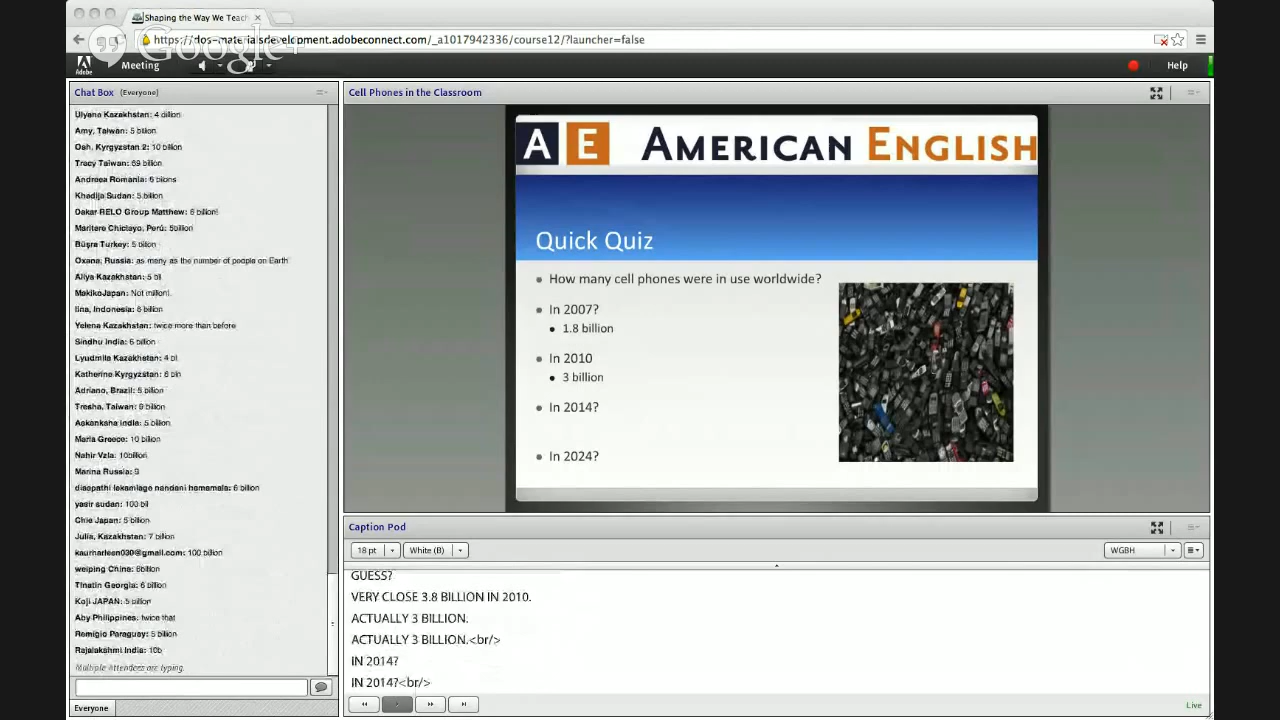 Shaping the Way We Teach
Google+
https://dos-materialsdevelopment.adobeconnect.com/_a1017942336/course12/?launcher=false
Adobe
Meeting
Help
Chat Box (Everyone)
Ulyana Kazakhstan: 4 billion
Amy, Taiwan: 5 billion
Osh, Kyrgyzstan 2: 10 billion
Tracy Taiwan: 69 billion
Andreea Romania: 6 bilions
Khadija Sudan: 5 billion
Dakar RELO Group Matthew: 6 billion!
Maritere Chiclayo, Perú: 5billion
Büşra Turkey: 5 billon
Oxana, Russia: as many as the number of people on Earth
Aliya Kazakhstan: 5 bil
MakikoJapan: Not million!
Iina, Indonesia: 6 billion
Yelena Kazakhstan: twice more than before
Sindhu India: 6 billion
Lyudmila Kazakhstan: 4 bl
Katherine Kyrgyzstan: 6 bln
Adriano, Brazil: 5 billion
Tresha, Taiwan: 6 billion
Aakanksha india: 5 billion
Maria Greece: 10 billion
Nahir Vzla: 10billion
Marina Russia:
hamamala: 6 billion
yasir sudan: 100 bil
Chie Japan: 5 billion
Julia, Kazakhstan: 7 billion
100 billion
weiping China:
Tinatin Georgia: 6 billion
Koji JAPAN: 5 billion
Aby Philippines: twice that
Remigio Paraguay: 5 billion
Rajalakshmi India: 10b
Multiple Attendees are typing.
Everyone
Cell Phones in the Classroom
AE AMERICAN ENGLISH
Quick Quiz
How many cell phones were in use worldwide?
In 2007?
1.8 billion
In 2010
3 billion
In 2014?
In 2024?
Caption Pod
18 pt White (B) WGBH
GUESS?
VERY CLOSE 3.8 BILLION IN 2010.
ACTUALLY 3 BILLION.
ACTUALLY 3 BILLION.<br/>
IN 2014?
IN 2014?<br/>
Live